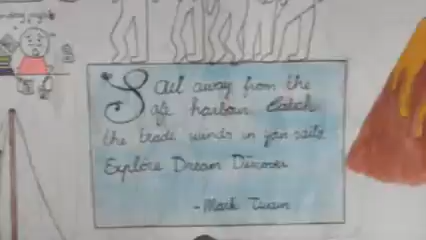 Sail away from the
Safe harbour Catch
the trade winds in your sails
Explore Dream Discover
- Mark Twain